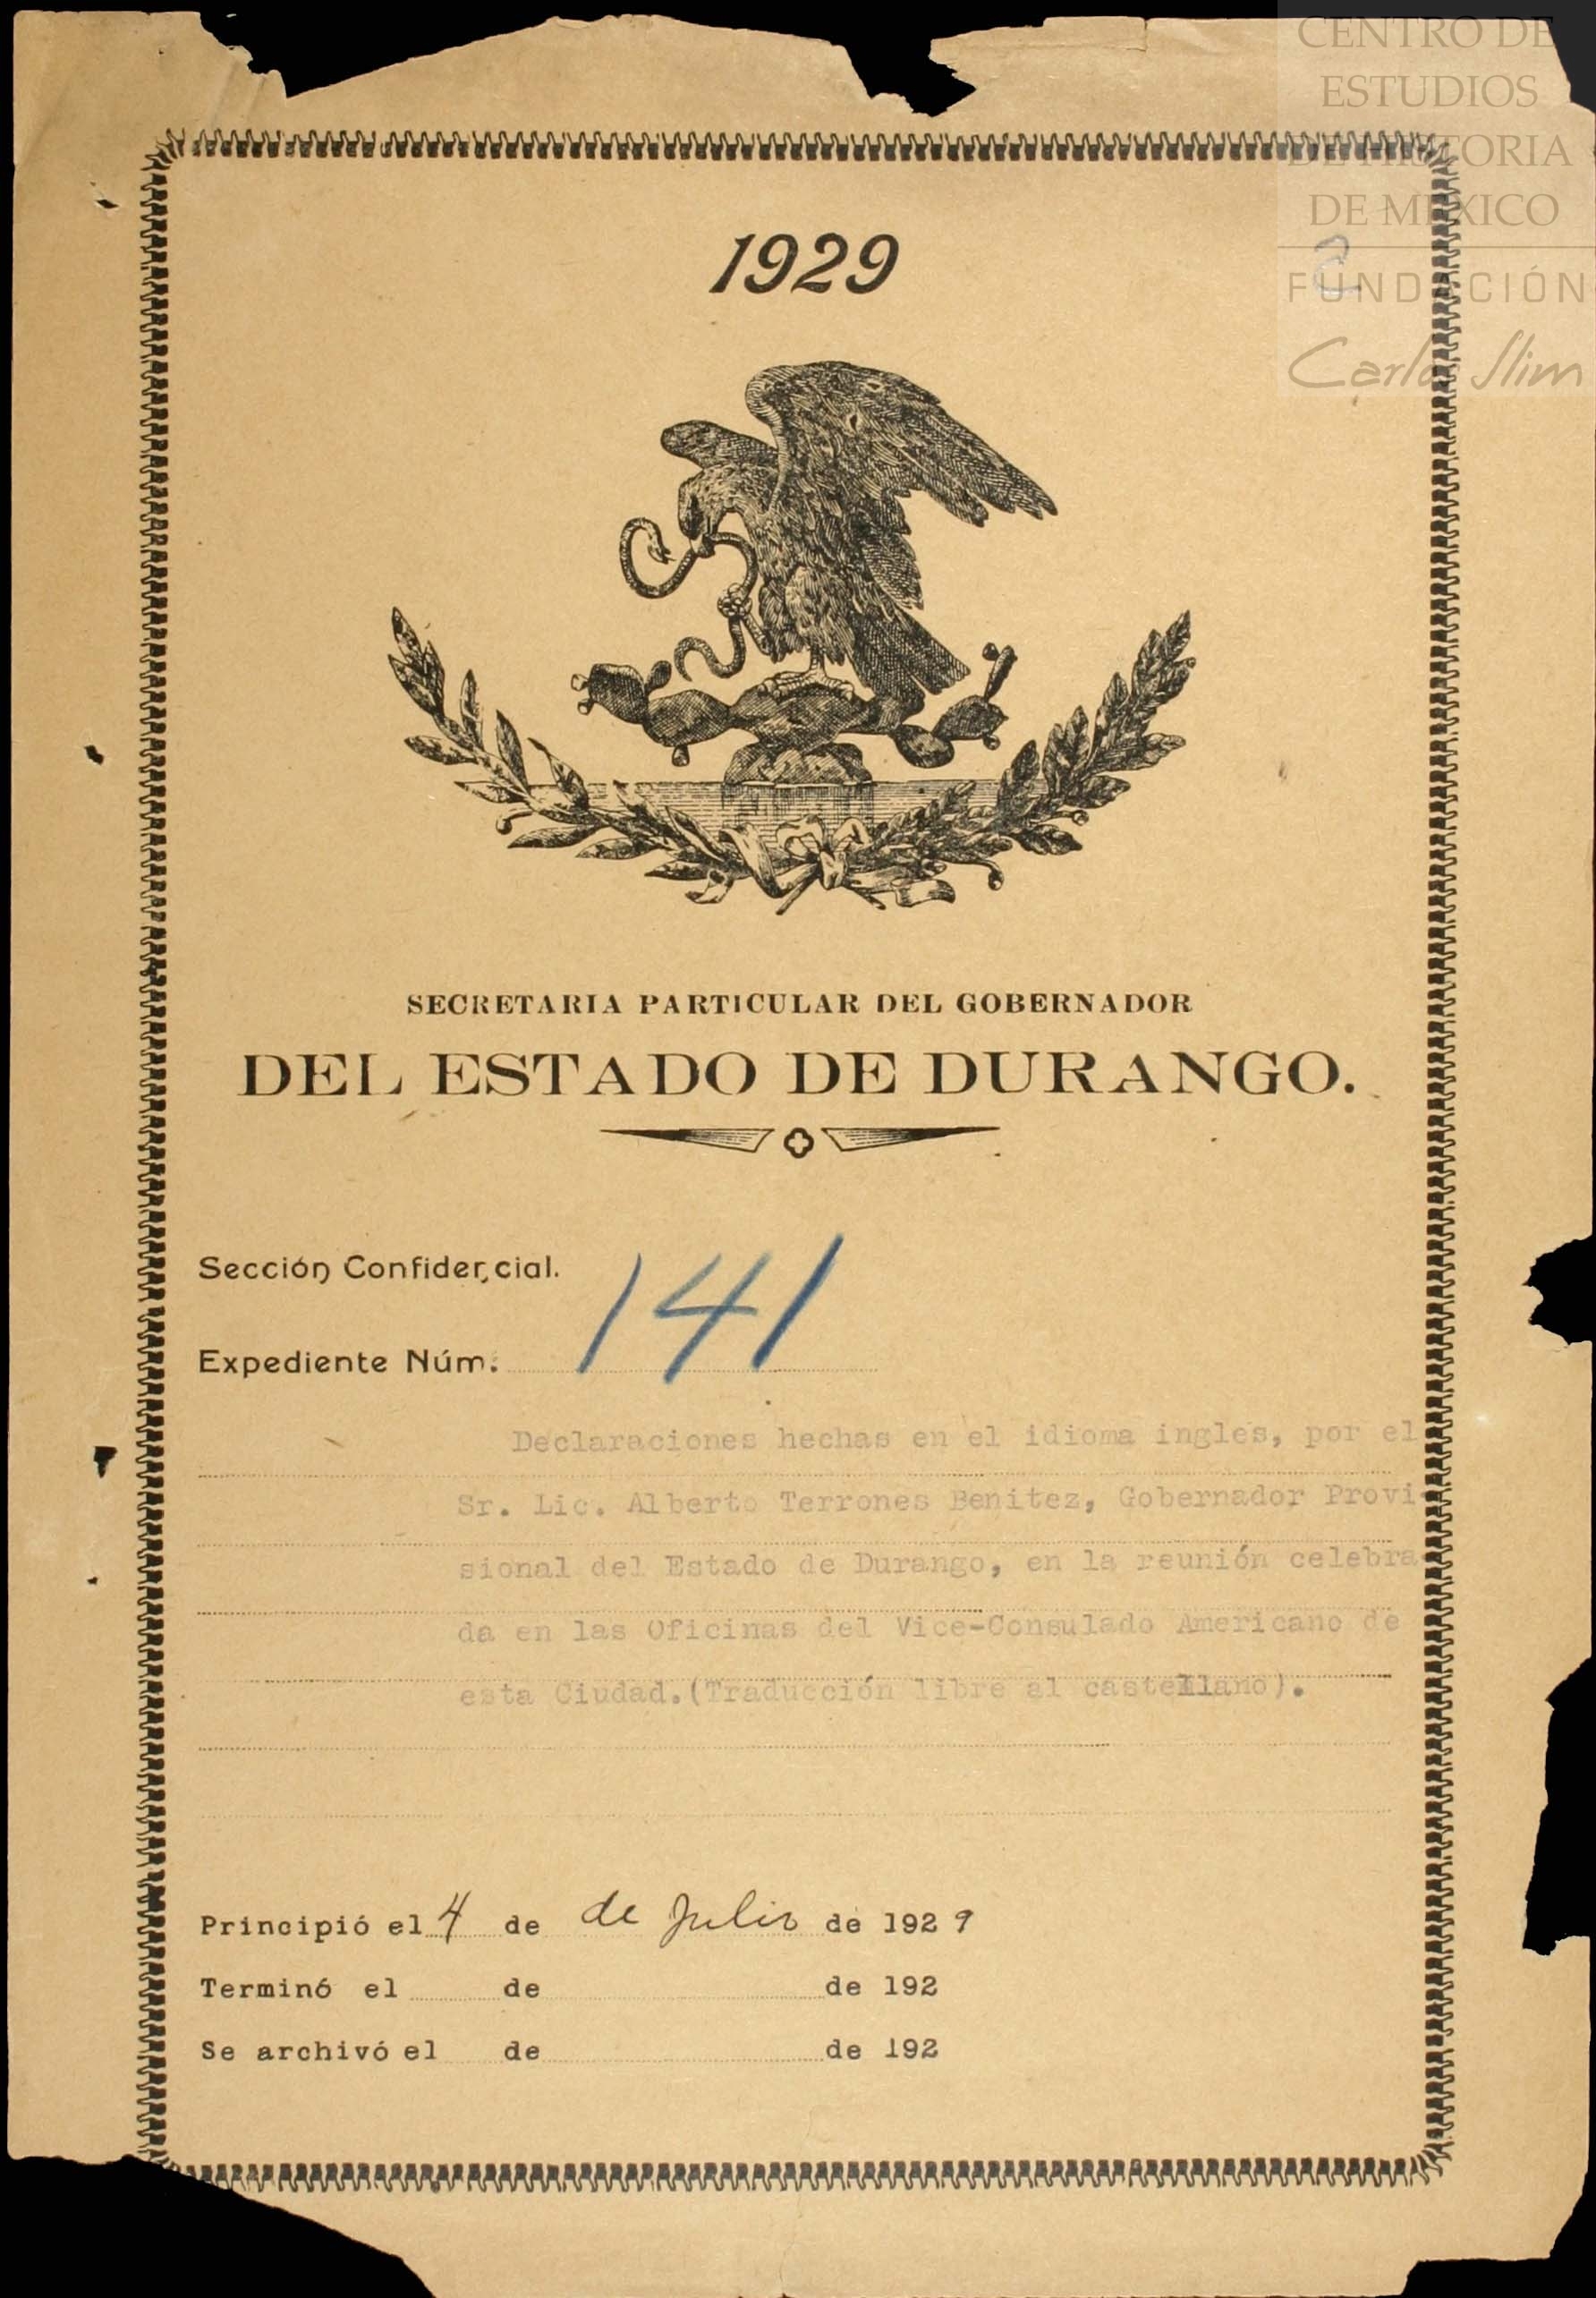 CENTRO DE
ESTUDIOS
DE HISTORIA
DE MEXICO
FUNDACIÓN
Carlos Slim
2
1929
SECRETARIA PARTICULAR DEL GOBERNADOR
DEL ESTADO DE DURANGO.
Sección Confidercial.
Expediente Núm. 141
Declaraciones hechas en el idioma ingles, por el
Sr. Lic. Alberto Terrones Benitez, Gobernador Provi-
sional del Estado de Durango, en la reunión celebra-
da en las Oficinas del Vice-Consulado Americano de
esta Ciudad.(Traducción libre al castellano).
Principió el 4 de de Julio de 1929
Terminó el de de 192
Se archivó el de de 192